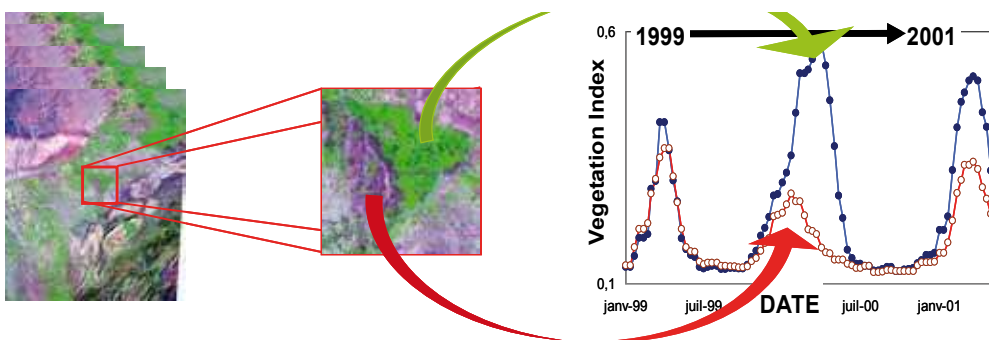 0,6
1999
2001
Vegetation Index
0,1
janv-99
juil-99
DATE
juil-00
janv-01